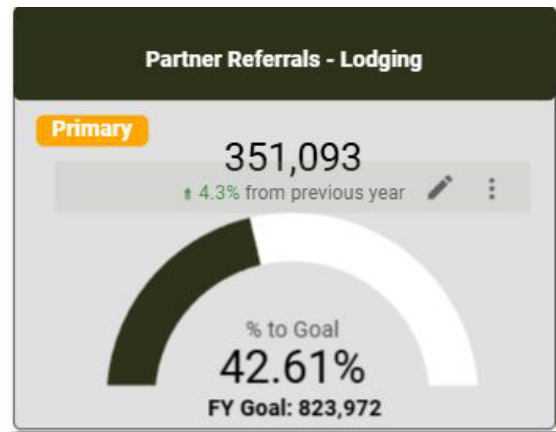 Partner Referrals - Lodging
Primary
351,093
4.3% from previous year
% to Goal
42.61%
FY Goal: 823,972